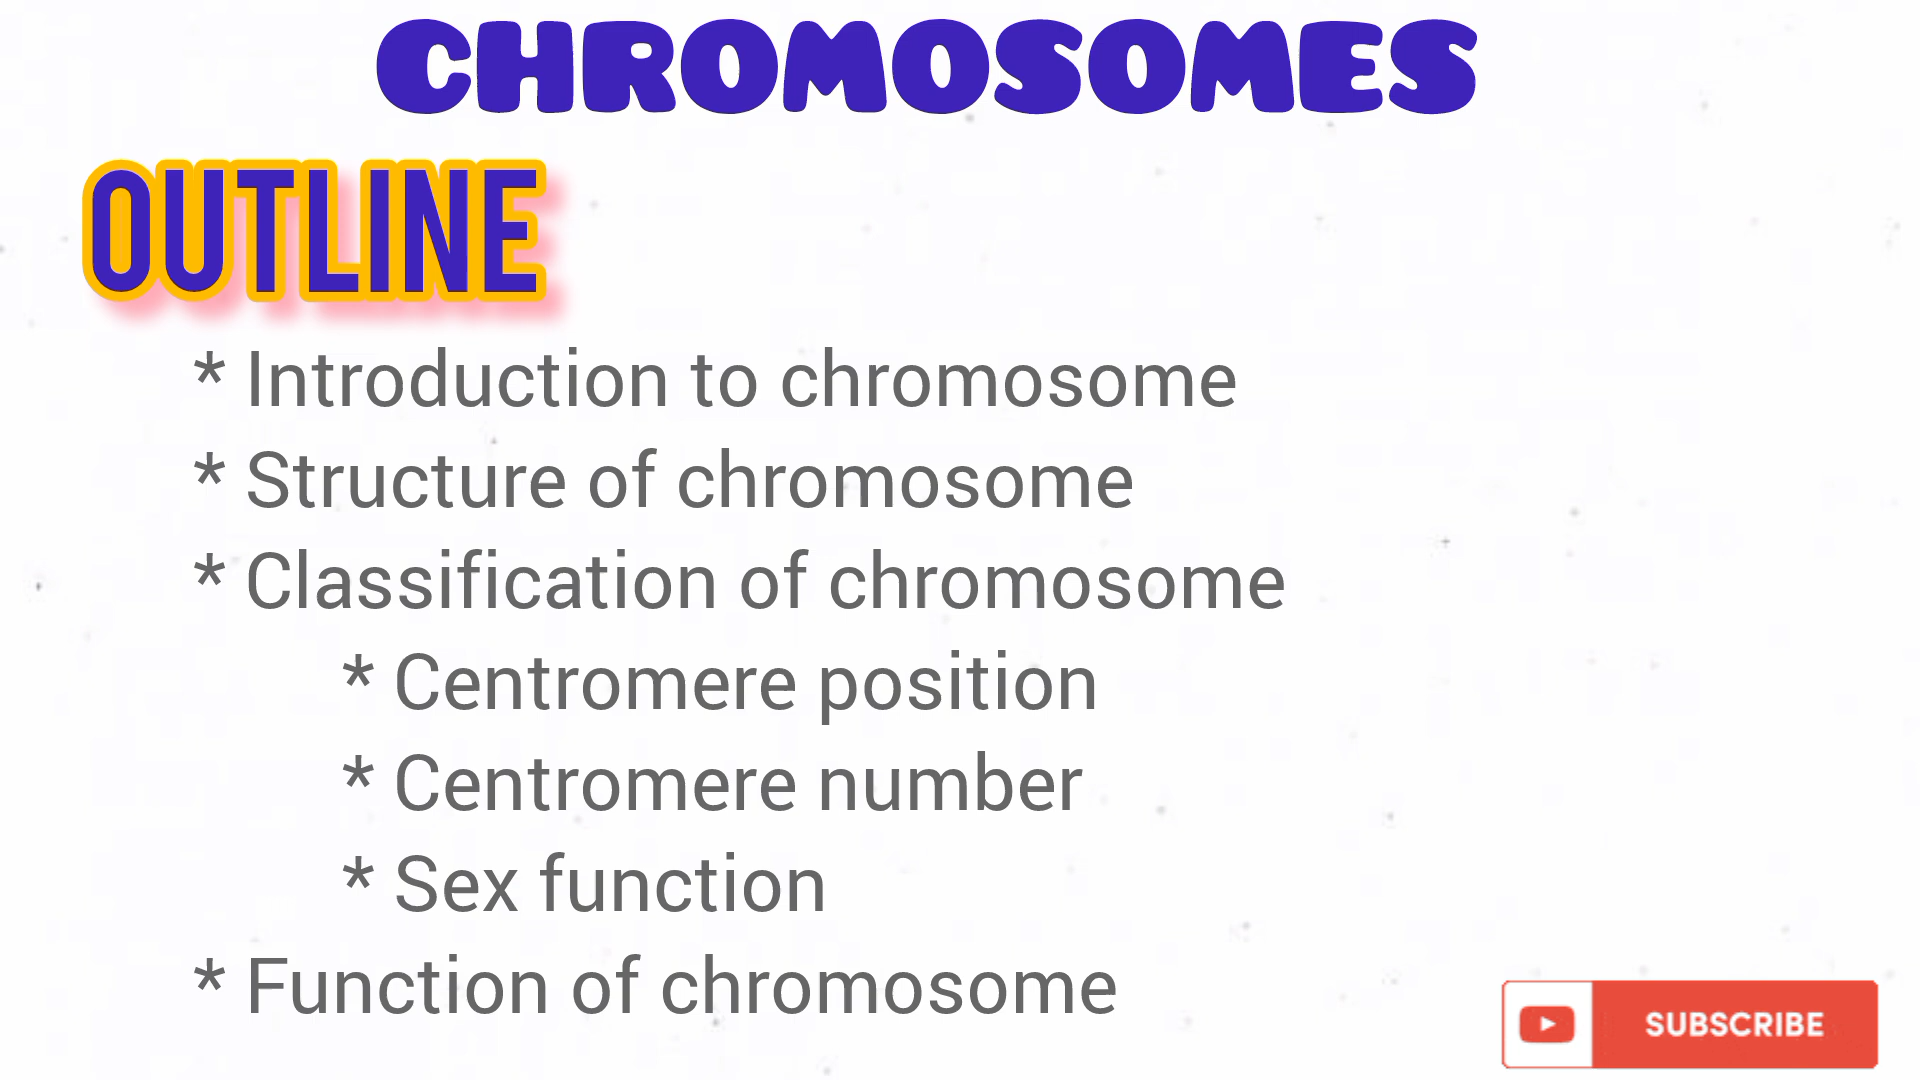 CHROMOSOMES
OUTLINE
* Introduction to chromosome
* Structure of chromosome
* Classification of chromosome
* Centromere position
* Centromere number
* Sex function
* Function of chromosome
SUBSCRIBE